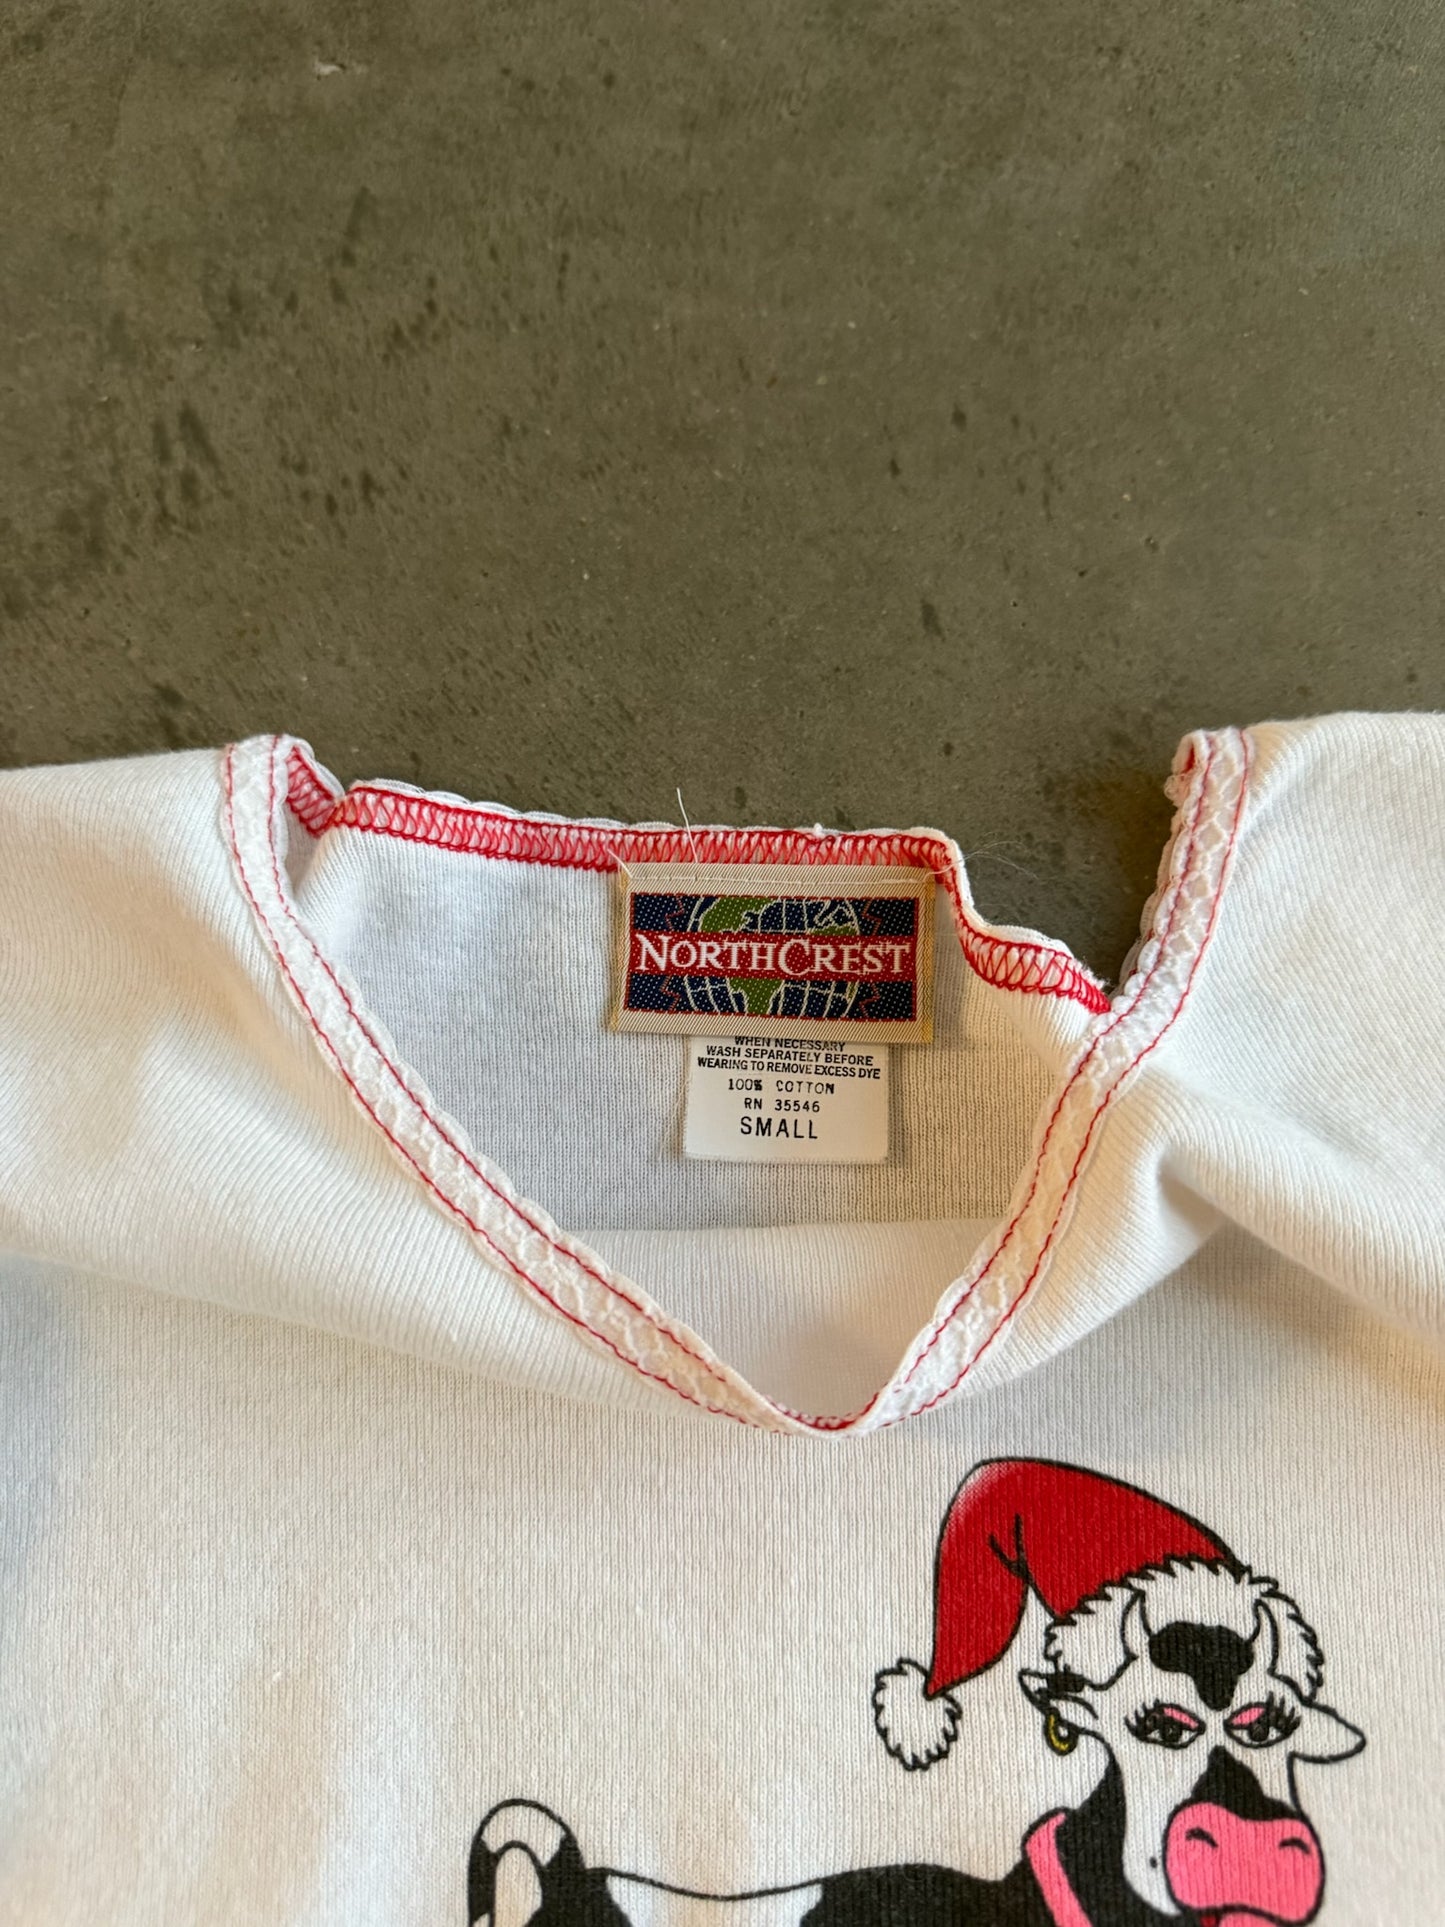 NORTHCREST
WHEN NECESSARY
WASH SEPARATELY BEFORE
WEARING TO REMOVE EXCESS DYE
100% COTTON
RN 35546
SMALL